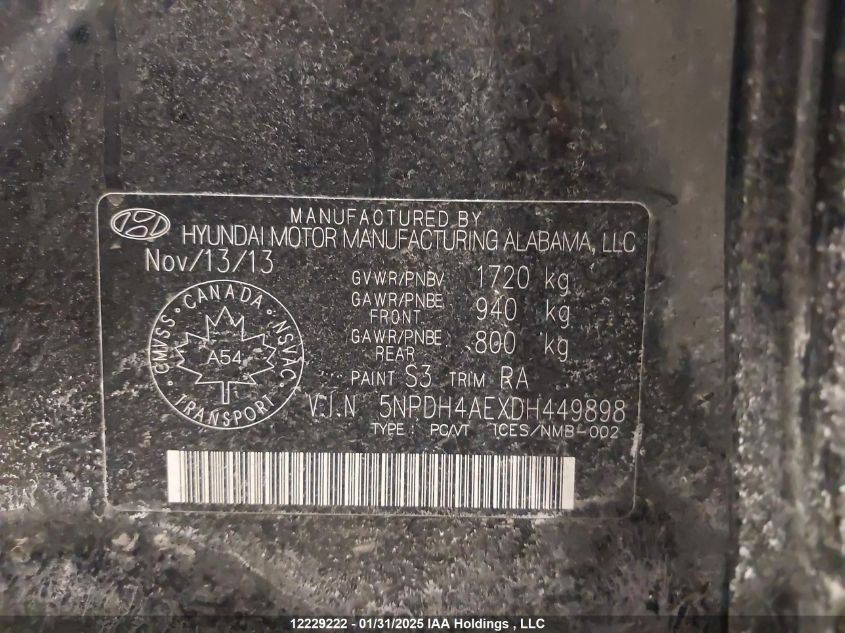 MANUFACTURED BY
HYUNDAI MOTOR MANUFACTURING ALABAMA, LLC
Nov/13/13
GVWR/PNBV 1720 kg
GAWR/PNBE FRONT 940 kg
GAWR/PNBE REAR 800 kg
CANADA · NSVAC · TRANSPORT · CMVSS
A54
PAINT S3 TRIM RA
V.I.N 5NPDH4AEXDH449898
TYPE : PC/VT TCES/NMB-002
12229222 - 01/31/2025 IAA Holdings , LLC